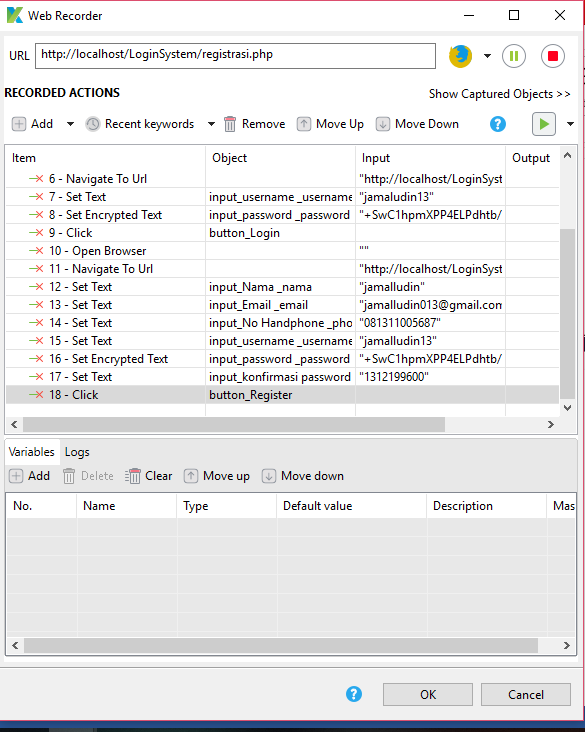 Web Recorder
URL http://localhost/LoginSystem/registrasi.php
RECORDED ACTIONS Show Captured Objects >>
Add Recent keywords Remove Move Up Move Down
Item Object Input Output
6 - Navigate To Url "http://localhost/LoginSyst
7 - Set Text input_username _username "jamaludin13"
8 - Set Encrypted Text input_password _password "+SwC1hpmXPP4ELPdhtb/
9 - Click button_Login
10 - Open Browser ""
11 - Navigate To Url "http://localhost/LoginSyst
12 - Set Text input_Nama _nama "jamalludin"
13 - Set Text input_Email _email "jamalludin013@gmail.com
14 - Set Text input_No Handphone _pho "081311005687"
15 - Set Text input_username _username "jamaludin13"
16 - Set Encrypted Text input_password _password "+SwC1hpmXPP4ELPdhtb/
17 - Set Text input_konfirmasi password "1312199600"
18 - Click button_Register
Variables Logs
Add Delete Clear Move up Move down
No. Name Type Default value Description Mas
OK Cancel